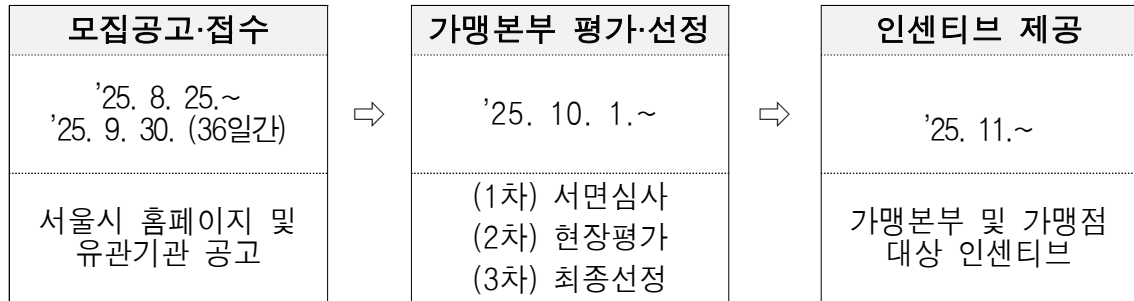 모집공고·접수
'25. 8. 25.~
'25. 9. 30. (36일간)
서울시 홈페이지 및
유관기관 공고
⇨
가맹본부 평가·선정
'25. 10. 1.~
(1차) 서면심사
(2차) 현장평가
(3차) 최종선정
⇨
인센티브 제공
'25. 11.~
가맹본부 및 가맹점
대상 인센티브